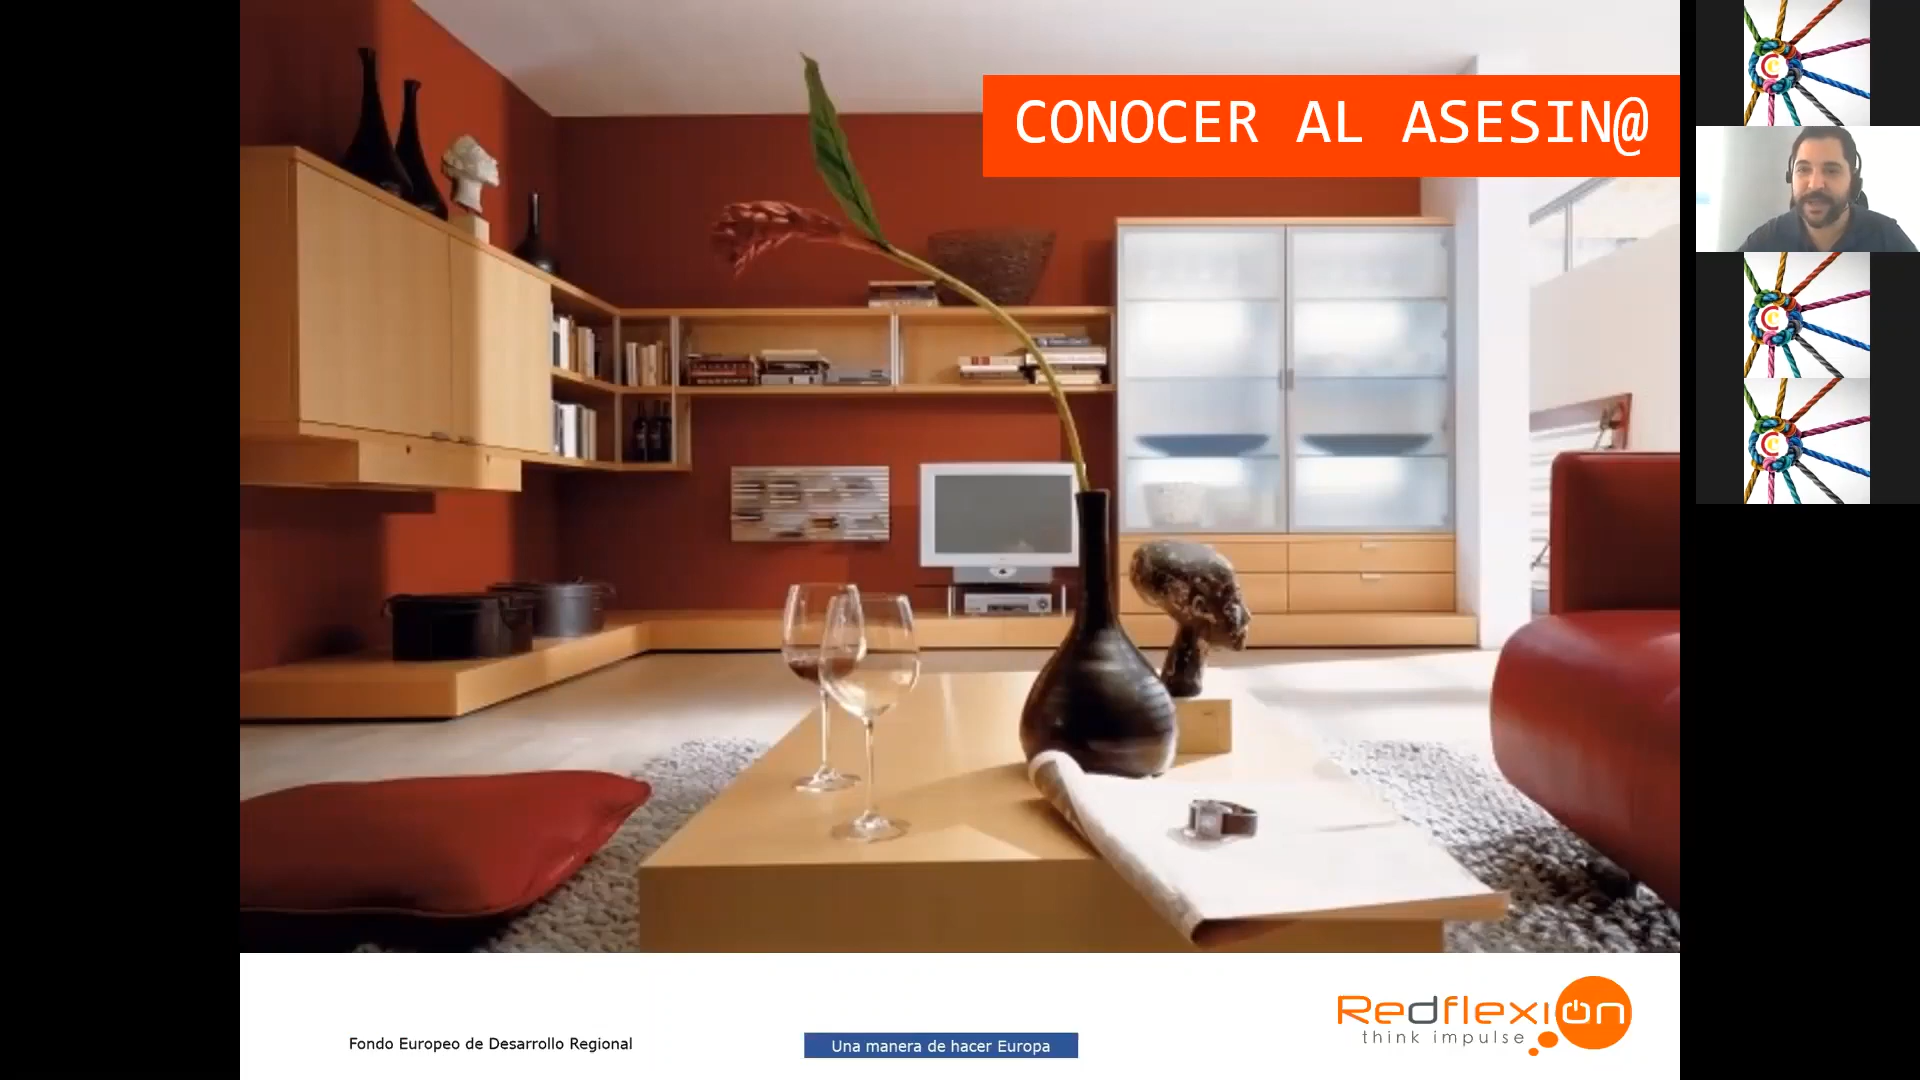 CONOCER AL ASESIN@
Fondo Europeo de Desarrollo Regional
Una manera de hacer Europa
Redflexion
think impulse